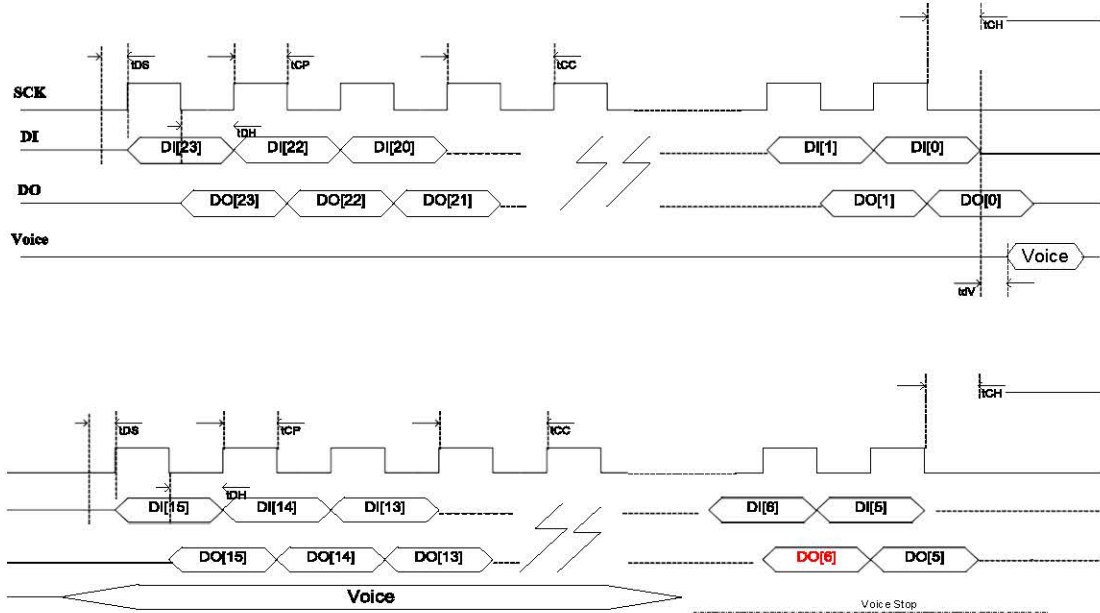 tCH
tDS tCP tCC
SCK
tDH
DI DI[23] DI[22] DI[20] DI[1] DI[0]
DO DO[23] DO[22] DO[21] DO[1] DO[0]
Voice
Voice
tdV
tCH
tDS tCP tCC
tDH
DI[15] DI[14] DI[13] DI[6] DI[5]
DO[15] DO[14] DO[13] DO[6] DO[5]
Voice
Voice Stop